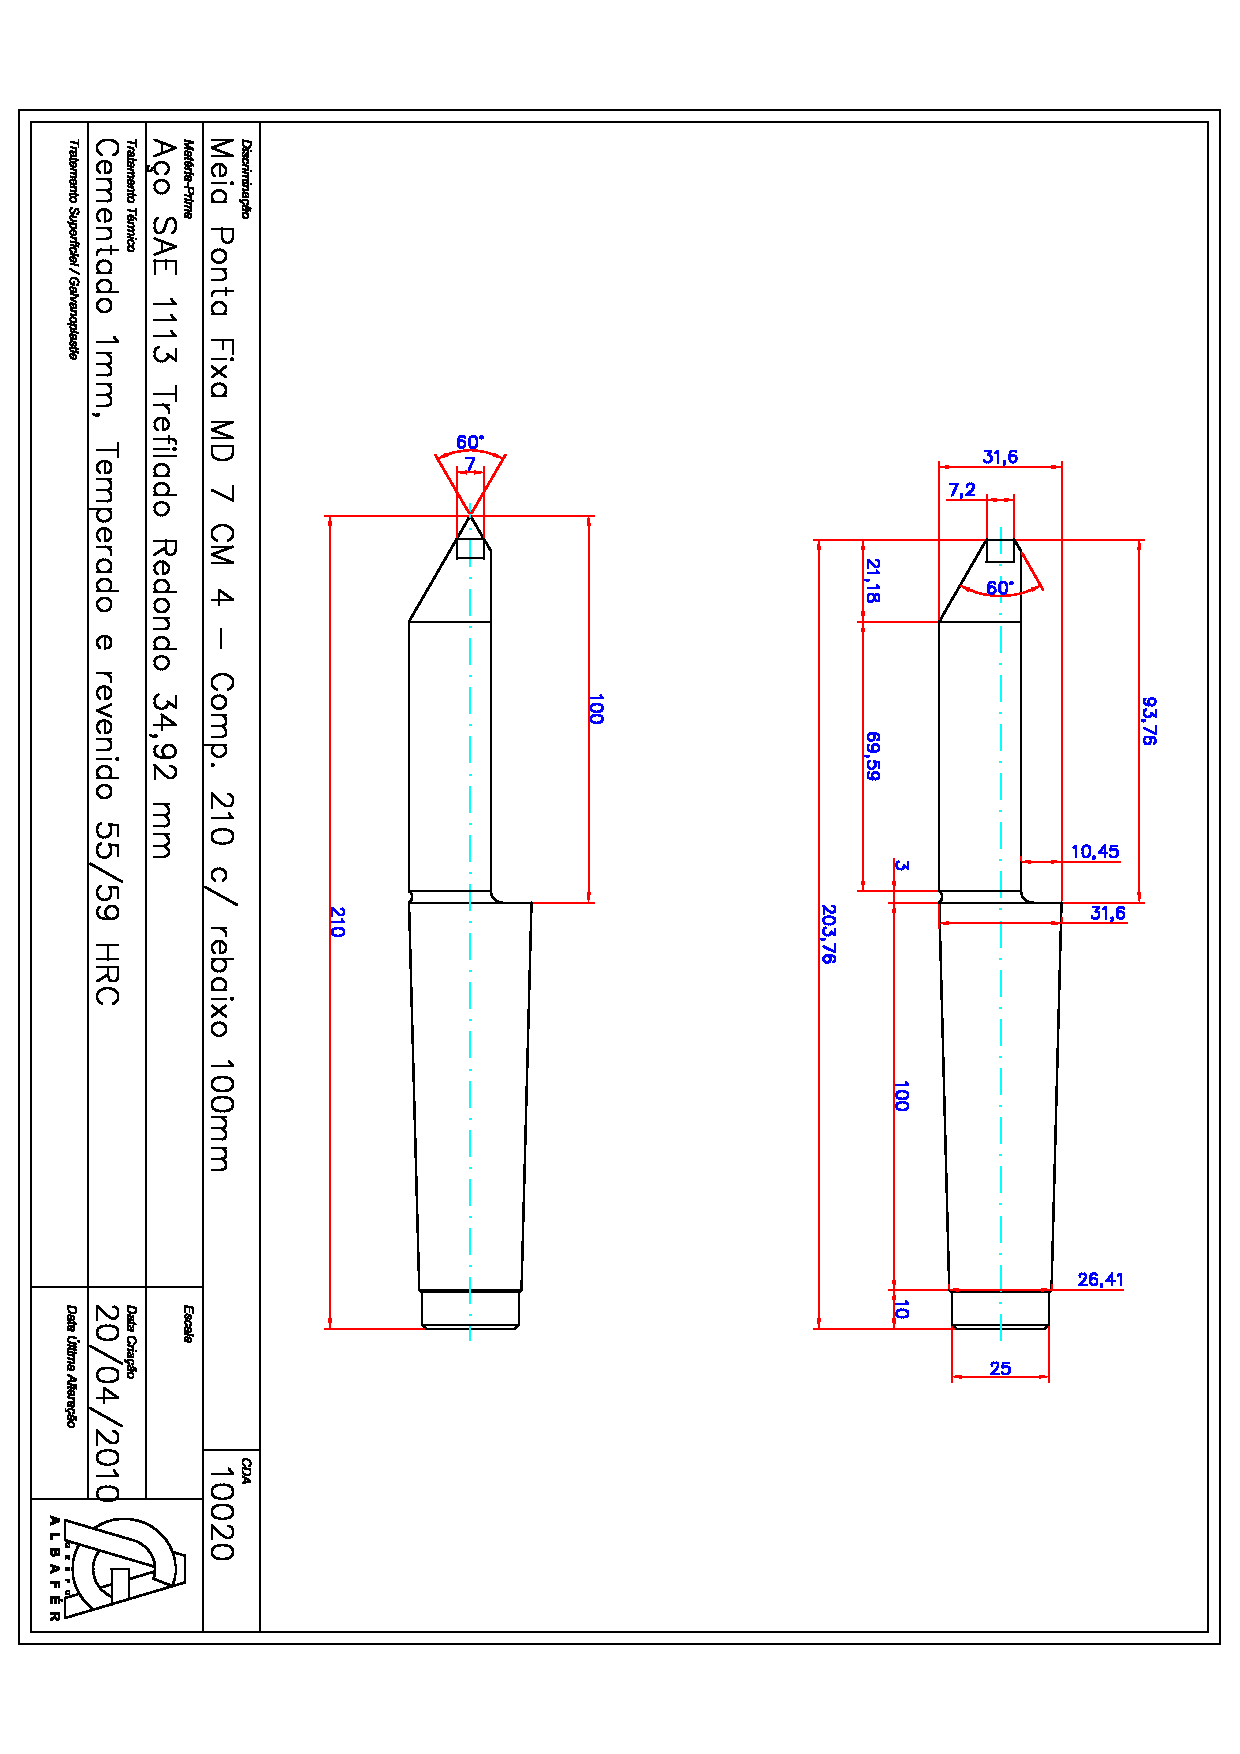 31,6
7,2
60°
21,18
69,59
93,76
10,45
3
31,6
203,76
100
26,41
10
25
60°
7
100
210
Discriminação
Meia Ponta Fixa MD 7 CM 4 - Comp. 210 c/ rebaixo 100mm
CDA
10020
Matéria-Prima
Aço SAE 1113 Trefilado Redondo 34,92 mm
Escala
Tratamento Térmico
Cementado 1mm, Temperado e revenido 55/59 HRC
Data Criação
20/04/2010
Tratamento Superficial / Galvanoplastia
Data Última Alteração
GRUPO
ALBAFÉR